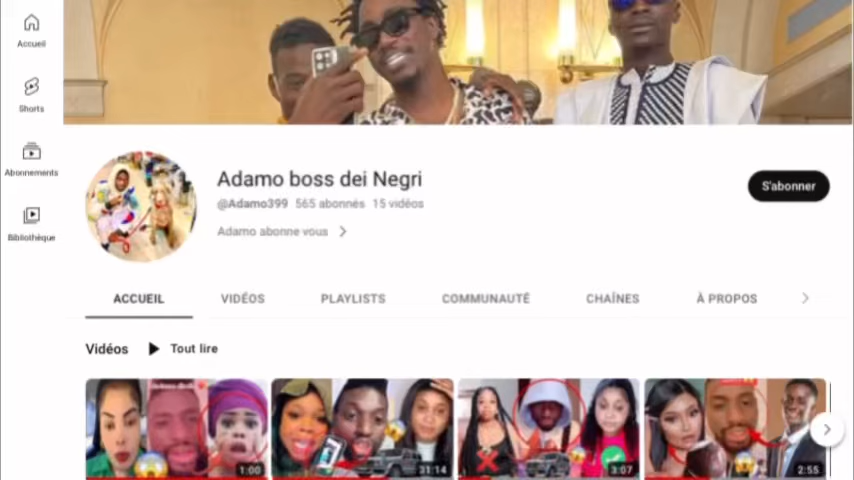 Accueil
Shorts
Abonnements
Bibliothèque
Adamo boss dei Negri
@Adamo399 565 abonnés 15 vidéos
Adamo abonne vous
S'abonner
ACCUEIL VIDÉOS PLAYLISTS COMMUNAUTÉ CHAÎNES À PROPOS
Vidéos Tout lire
1:00 31:14 3:07 2:55